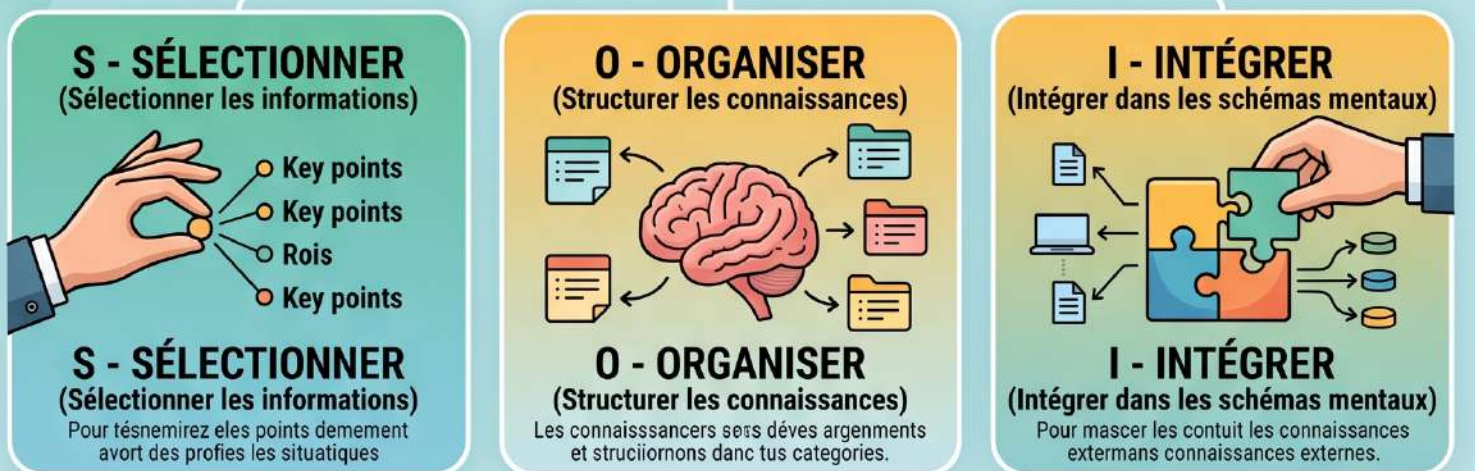 S - SÉLECTIONNER
(Sélectionner les informations)
Key points
Key points
Rois
Key points
S - SÉLECTIONNER
(Sélectionner les informations)
Pour tésnemirez eles points demement
avort des profies les situatiques
O - ORGANISER
(Structurer les connaissances)
O - ORGANISER
(Structurer les connaissances)
Les connaisssancers sers déves argenments
et struciiornons danc tus categories.
I - INTÉGRER
(Intégrer dans les schémas mentaux)
I - INTÉGRER
(Intégrer dans les schémas mentaux)
Pour mascer les contuit les connaissances
extermans connaissances externes.